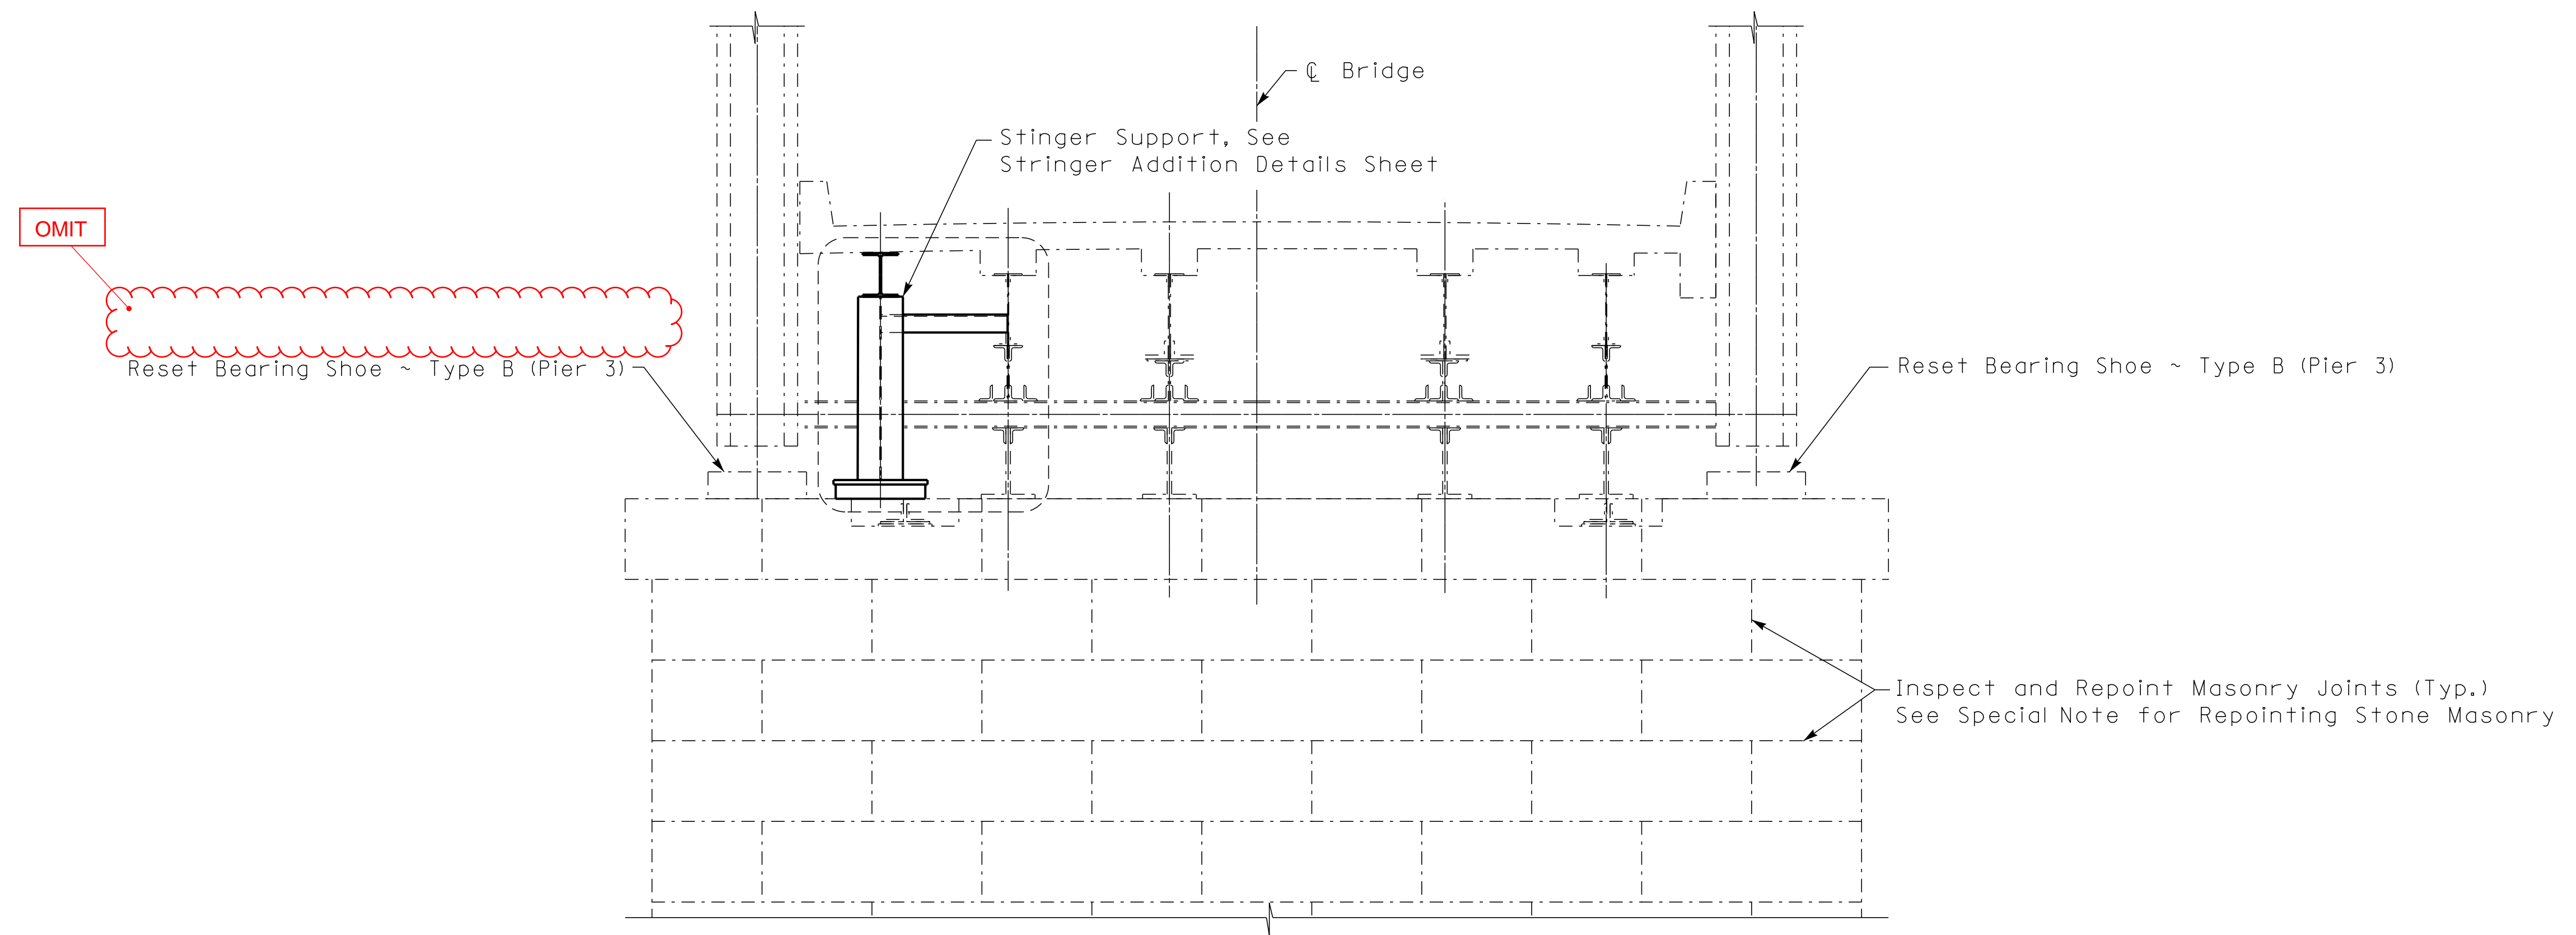 ℄ Bridge
Stinger Support, See
Stringer Addition Details Sheet
OMIT
Reset Bearing Shoe ~ Type B (Pier 3)
Reset Bearing Shoe ~ Type B (Pier 3)
Inspect and Repoint Masonry Joints (Typ.)
See Special Note for Repointing Stone Masonry